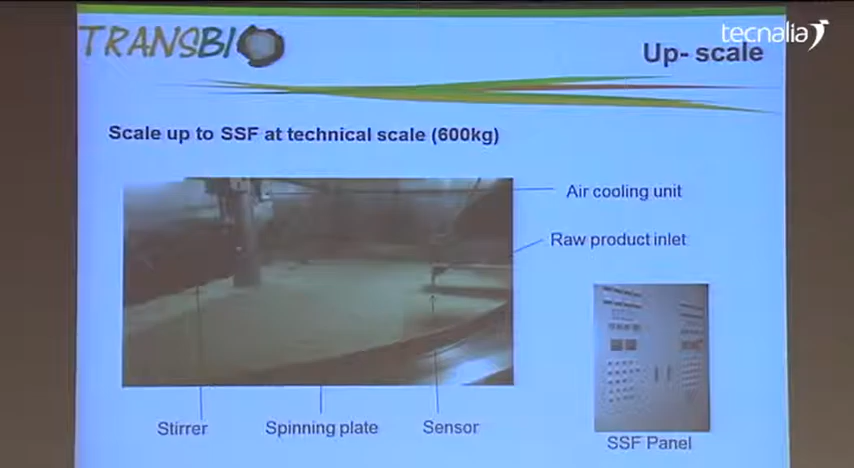 TRANSBIO
tecnalia
Up- scale
Scale up to SSF at technical scale (600kg)
Air cooling unit
Raw product inlet
Stirrer
Spinning plate
Sensor
SSF Panel